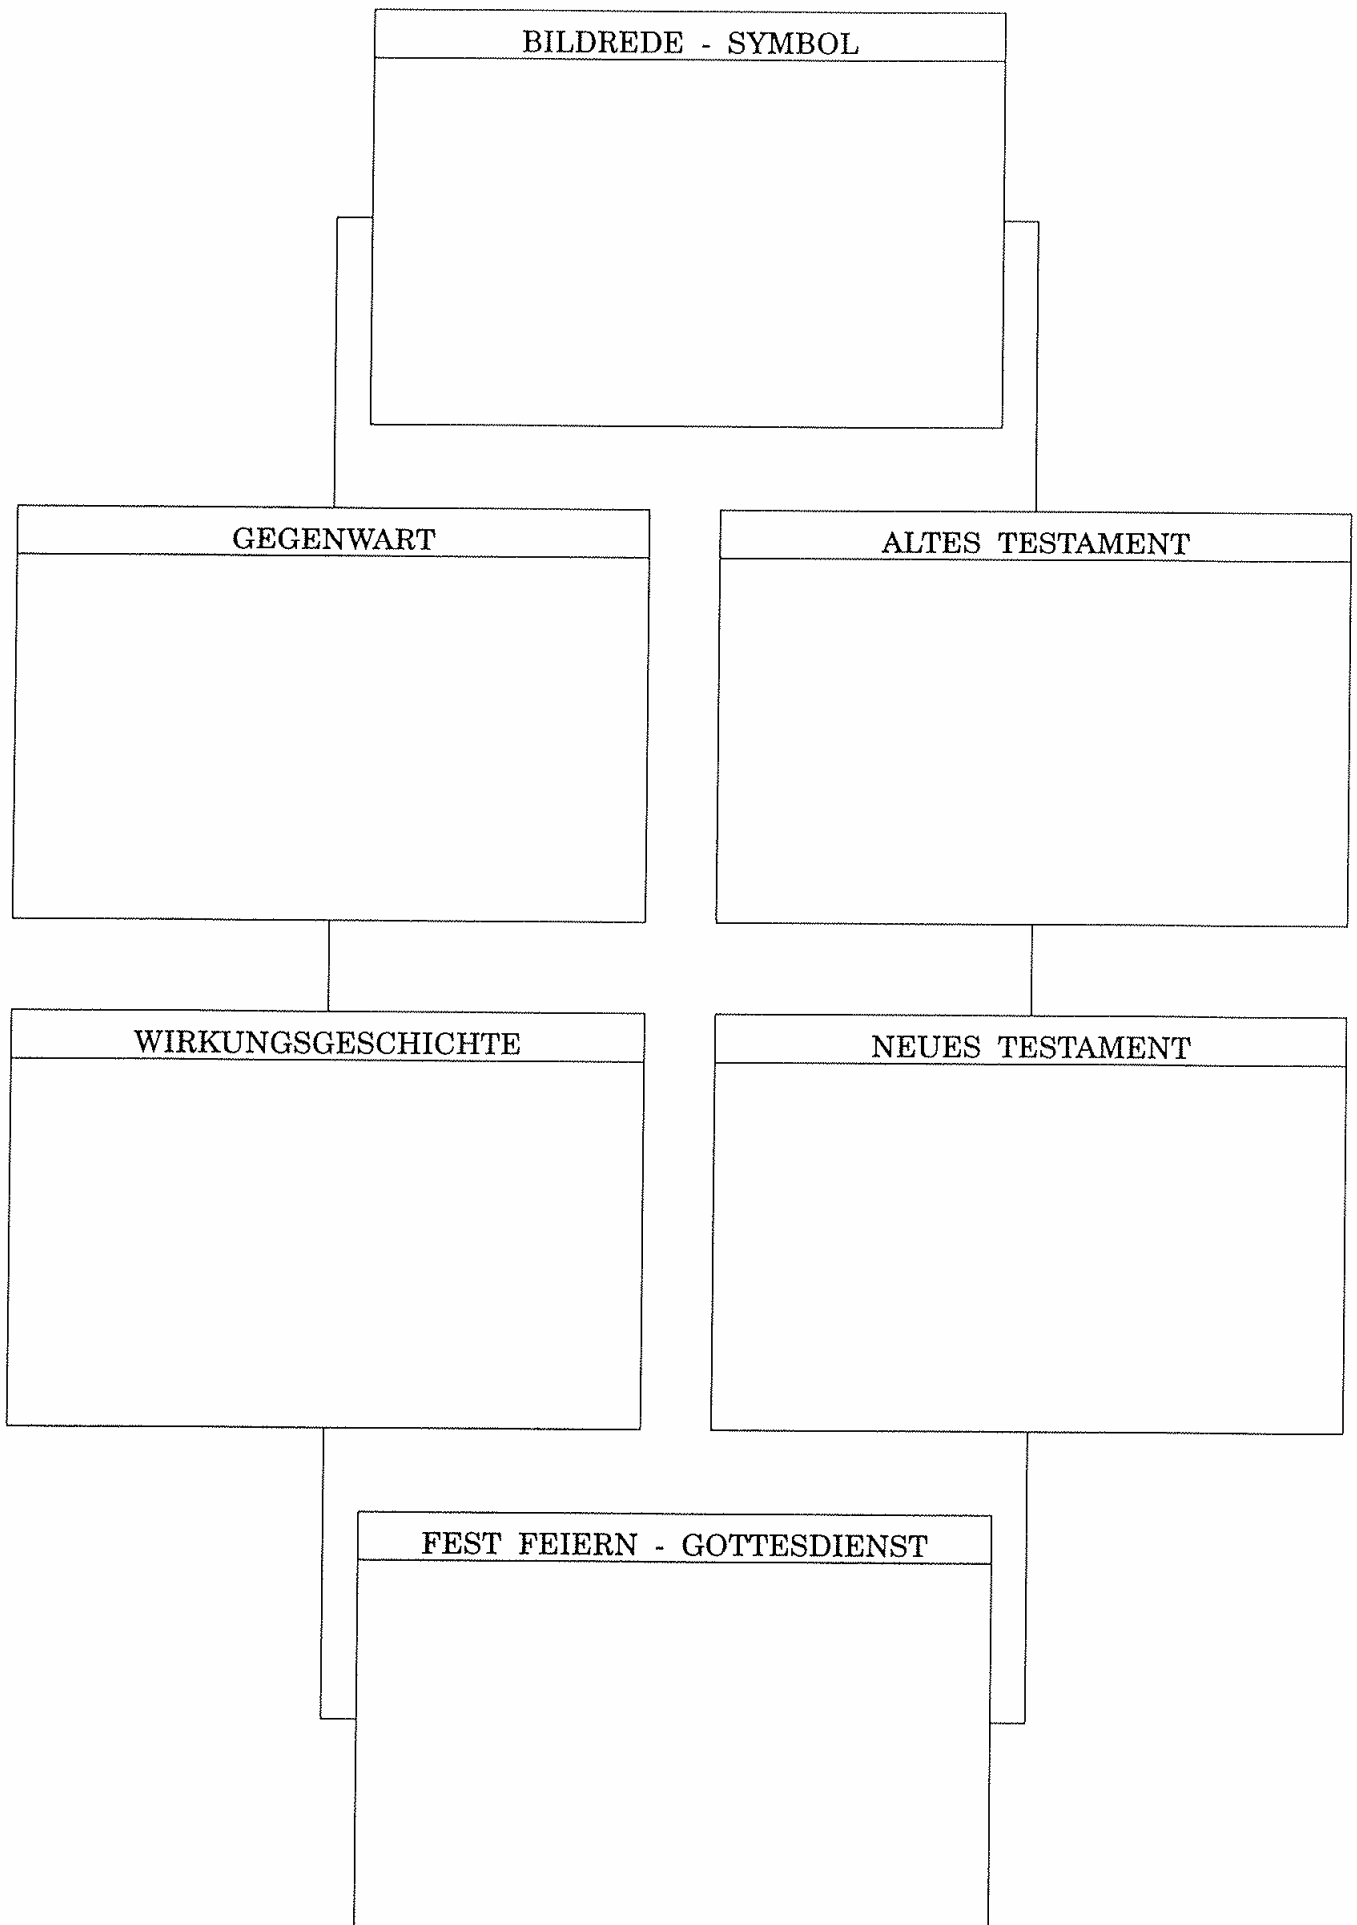 BILDREDE - SYMBOL
GEGENWART
ALTES TESTAMENT
WIRKUNGSGESCHICHTE
NEUES TESTAMENT
FEST FEIERN - GOTTESDIENST